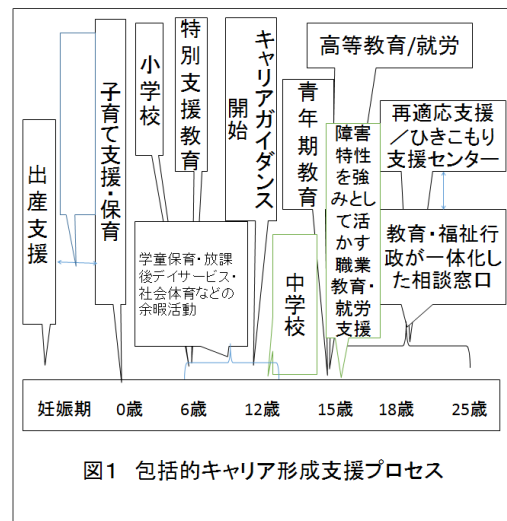 出産支援
子育て支援・保育
小学校
特別支援教育
キャリアガイダンス
開始
青年期教育
高等教育/就労
障害
特性を強
みとし
て活
かす
職業
教育・
就労
支援
再適応支援
/ひきこもり
支援センター
教育・福祉行
政が一体化し
た相談窓口
学童保育・放課
後デイサービス・
社会体育などの
余暇活動
中学校
妊娠期 0歳 6歳 12歳 15歳 18歳 25歳
図1 包括的キャリア形成支援プロセス